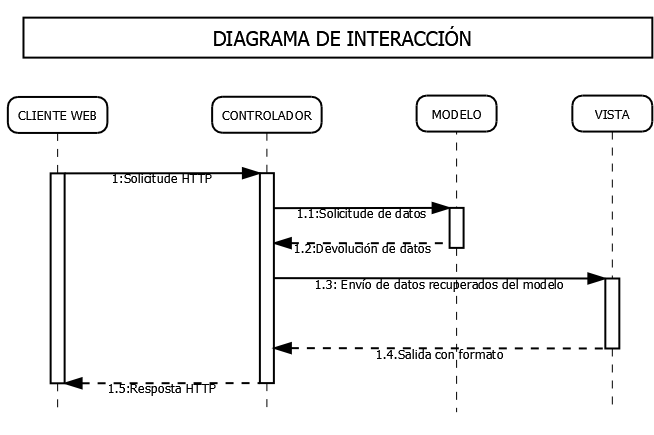 DIAGRAMA DE INTERACCIÓN
CLIENTE WEB
CONTROLADOR
MODELO
VISTA
1:Solicitude HTTP
1.1:Solicitude de datos
1.2:Devolución de datos
1.3: Envío de datos recuperados del modelo
1.4.Salida con formato
1.5:Resposta HTTP